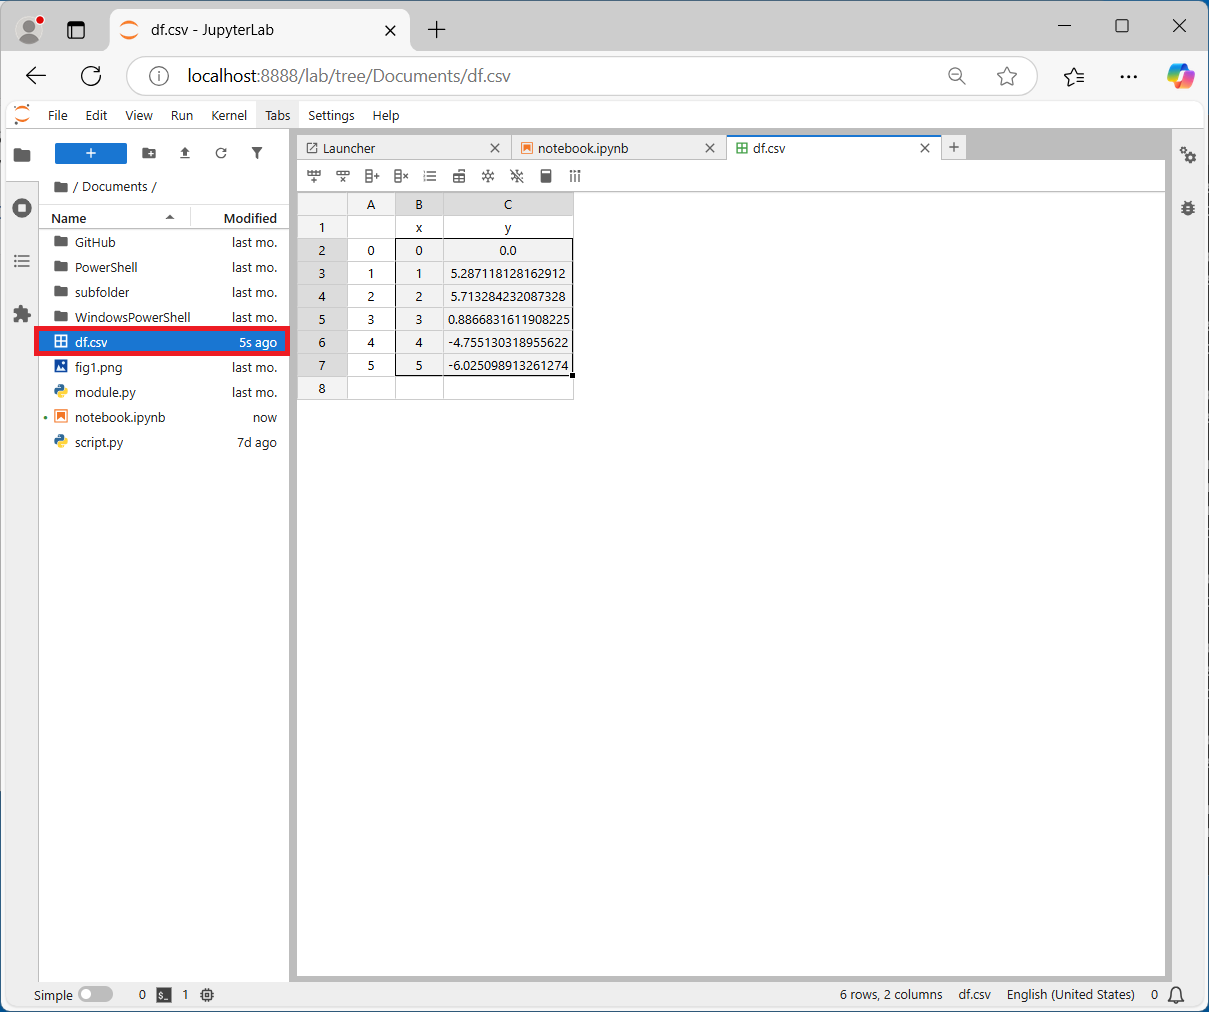 df.csv - JupyterLab
localhost:8888/lab/tree/Documents/df.csv
File Edit View Run Kernel Tabs Settings Help
Launcher notebook.ipynb df.csv
/ Documents /
Name Modified
GitHub last mo.
PowerShell last mo.
subfolder last mo.
WindowsPowerShell last mo.
df.csv 5s ago
fig1.png last mo.
module.py last mo.
notebook.ipynb now
script.py 7d ago
A B C
1 x y
2 0 0 0.0
3 1 1 5.287118128162912
4 2 2 5.713284232087328
5 3 3 0.8866831611908225
6 4 4 -4.755130318955622
7 5 5 -6.025098913261274
8
Simple 0 $_ 1 6 rows, 2 columns df.csv English (United States) 0